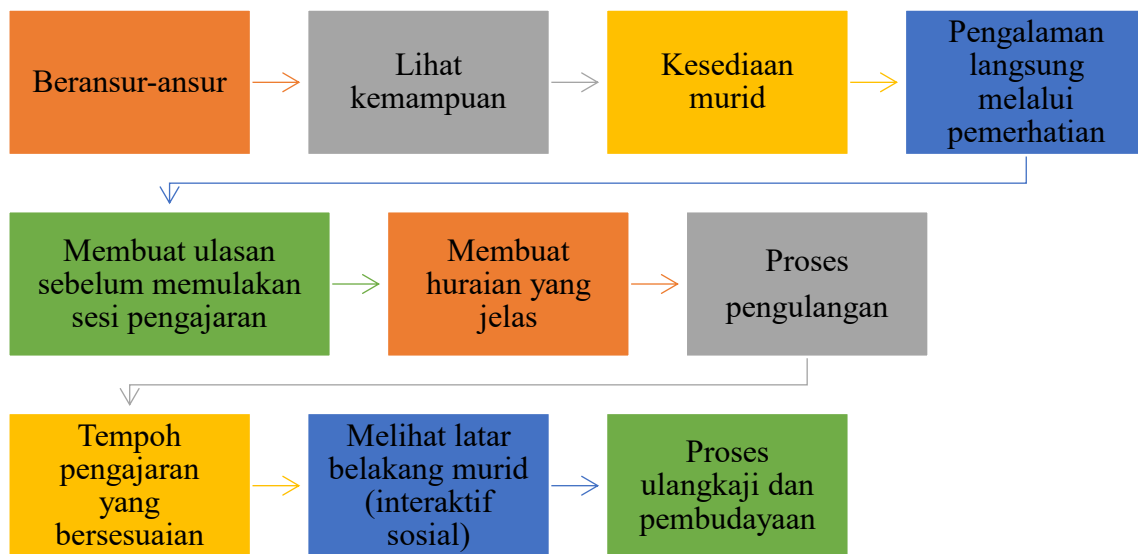 Beransur-ansur
Lihat
kemampuan
Kesediaan
murid
Pengalaman
langsung
melalui
pemerhatian
Membuat ulasan
sebelum memulakan
sesi pengajaran
Membuat
huraian yang
jelas
Proses
pengulangan
Tempoh
pengajaran
yang
bersesuaian
Melihat latar
belakang murid
(interaktif
sosial)
Proses
ulangkaji dan
pembudayaan